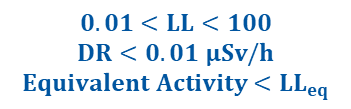 0.01 < LL < 100
DR < 0.01 μSv/h
Equivalent Activity < LLeq